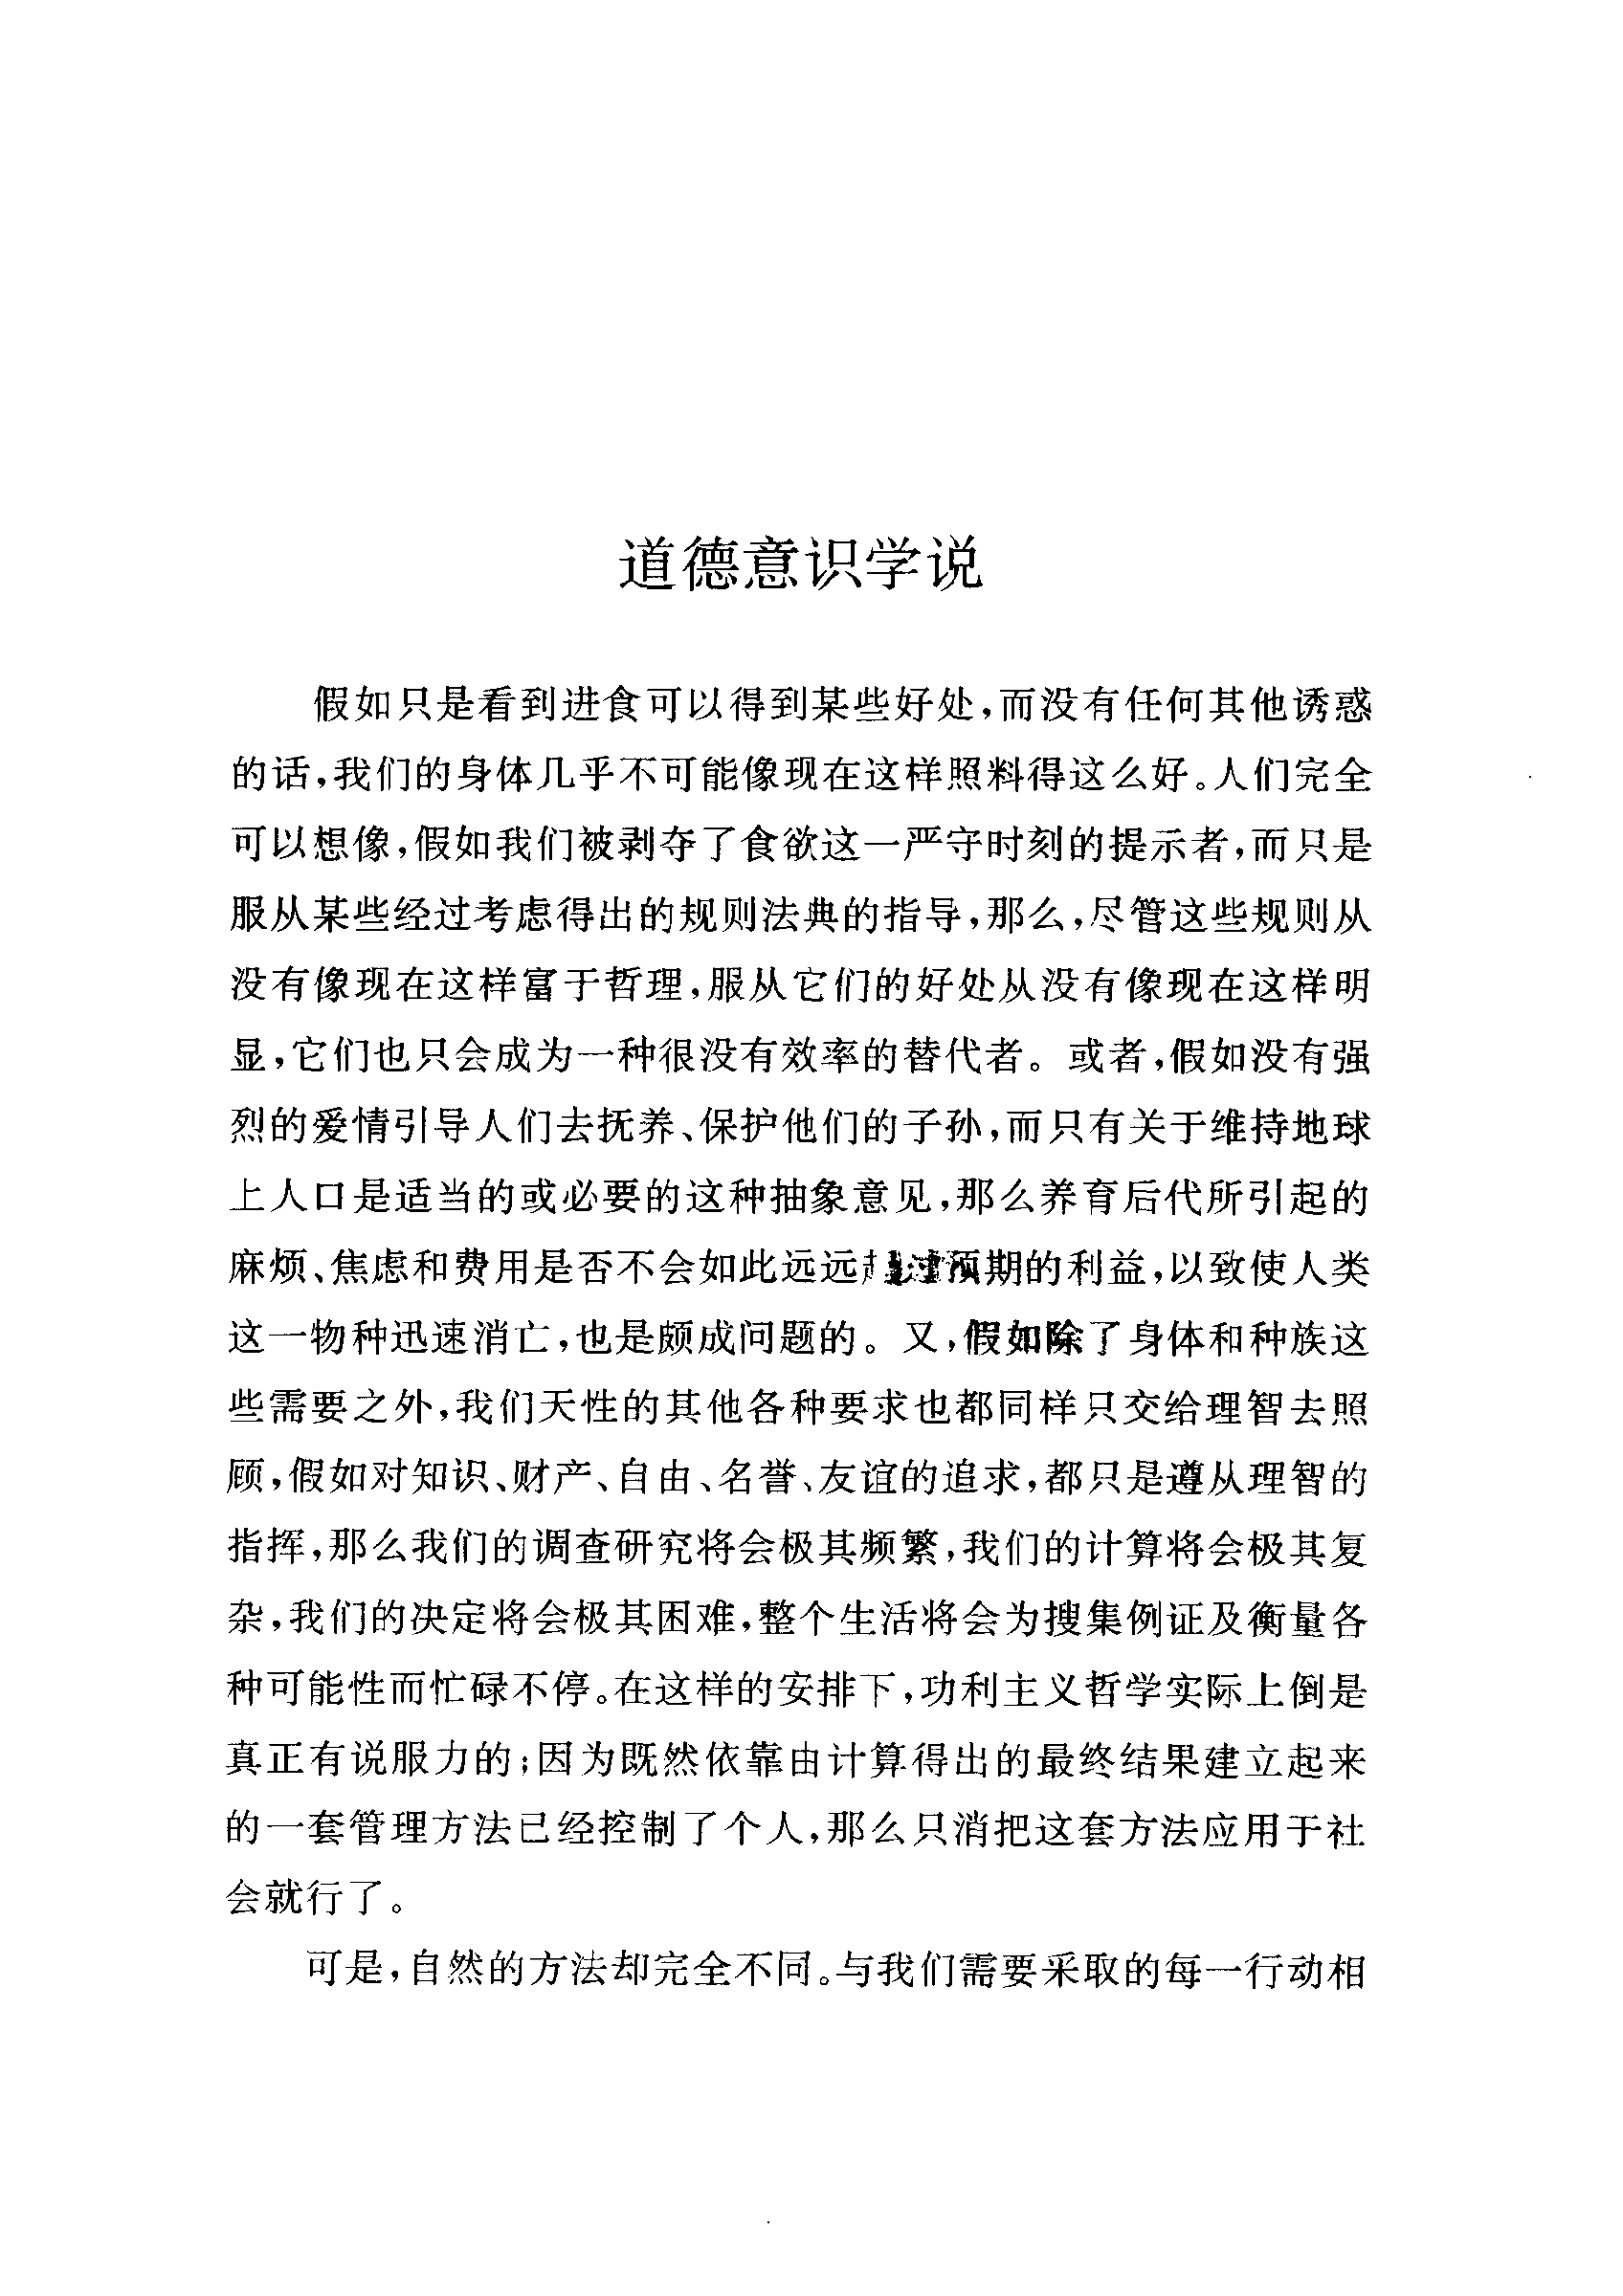 道德意识学说
假如只是看到进食可以得到某些好处,而没有任何其他诱惑
的话,我们的身体几乎不可能像现在这样照料得这么好。人们完全
可以想像,假如我们被剥夺了食欲这一严守时刻的提示者,而只是
服从某些经过考虑得出的规则法典的指导,那么,尽管这些规则从
没有像现在这样富于哲理,服从它们的好处从没有像现在这样明
显,它们也只会成为一种很没有效率的替代者。或者,假如没有强
烈的爱情引导人们去抚养、保护他们的子孙,而只有关于维持地球
上人口是适当的或必要的这种抽象意见,那么养育后代所引起的
麻烦、焦虑和费用是否不会如此远远超过预期的利益,以致使人类
这一物种迅速消亡,也是颇成问题的。又,假如除了身体和种族这
些需要之外,我们天性的其他各种要求也都同样只交给理智去照
顾,假如对知识、财产、自由、名誉、友谊的追求,都只是遵从理智的
指挥,那么我们的调查研究将会极其频繁,我们的计算将会极其复
杂,我们的决定将会极其困难,整个生活将会为搜集例证及衡量各
种可能性而忙碌不停。在这样的安排下,功利主义哲学实际上倒是
真正有说服力的;因为既然依靠由计算得出的最终结果建立起来
的一套管理方法已经控制了个人,那么只消把这套方法应用于社
会就行了。
可是,自然的方法却完全不同。与我们需要采取的每一行动相